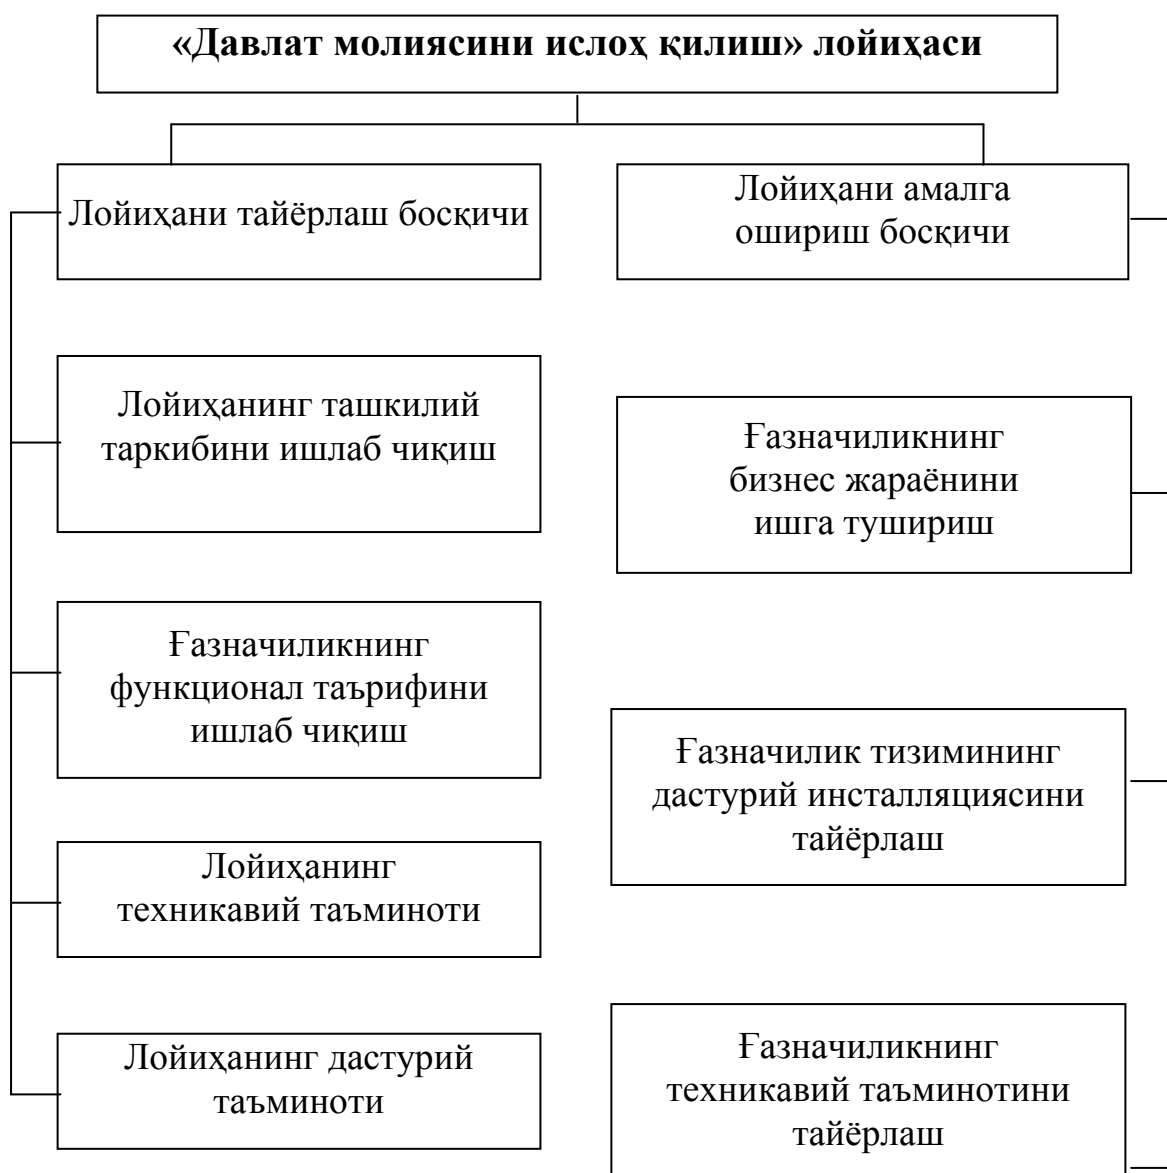 «Давлат молиясини ислоҳ қилиш» лойиҳаси
Лойиҳани тайёрлаш босқичи
Лойиҳанинг ташкилий
таркибини ишлаб чиқиш
Ғазначиликнинг
функционал таърифини
ишлаб чиқиш
Лойиҳанинг
техникавий таъминоти
Лойиҳанинг дастурий
таъминоти
Лойиҳани амалга
ошириш босқичи
Ғазначиликнинг
бизнес жараёнини
ишга тушириш
Ғазначилик тизимининг
дастурий инсталляциясини
тайёрлаш
Ғазначиликнинг
техникавий таъминотини
тайёрлаш